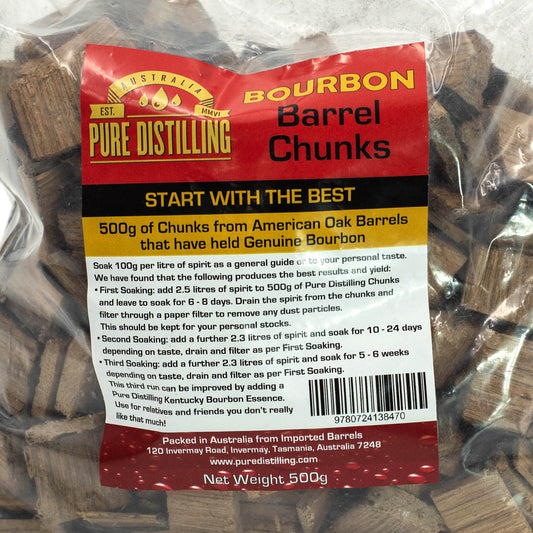 AUSTRALIA
EST. MMVI
PURE DISTILLING
BOURBON
Barrel
Chunks
START WITH THE BEST
500g of Chunks from American Oak Barrels
that have held Genuine Bourbon
Soak 100g per litre of spirit as a general guide or to your personal taste.
We have found that the following produces the best results and yield:
• First Soaking: add 2.5 litres of spirit to 500g of Pure Distilling Chunks
and leave to soak for 6 - 8 days. Drain the spirit from the chunks and
filter through a paper filter to remove any dust particles.
This should be kept for your personal stocks.
• Second Soaking: add a further 2.3 litres of spirit and soak for 10 - 24 days
depending on taste, drain and filter as per First Soaking.
• Third Soaking: add a further 2.3 litres of spirit and soak for 5 - 6 weeks
depending on taste, drain and filter as per First Soaking.
This third run can be improved by adding a
Pure Distilling Kentucky Bourbon Essence.
Use for relatives and friends you don't really
like that much!
9780724138470
Packed in Australia from Imported Barrels
120 Invermay Road, Invermay, Tasmania, Australia 7248
www.puredistilling.com
Net Weight 500g